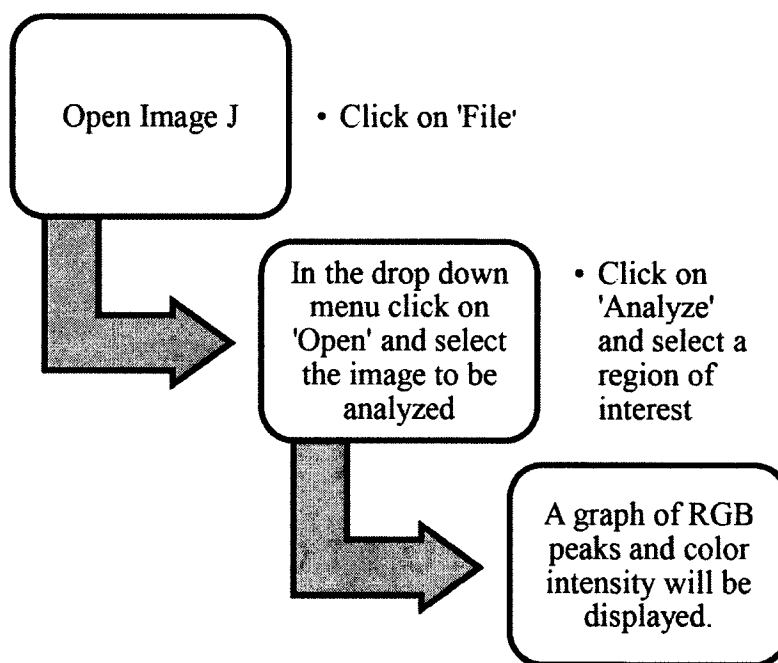 Open Image J
• Click on 'File'
In the drop down
menu click on
'Open' and select
the image to be
analyzed
• Click on
'Analyze'
and select a
region of
interest
A graph of RGB
peaks and color
intensity will be
displayed.